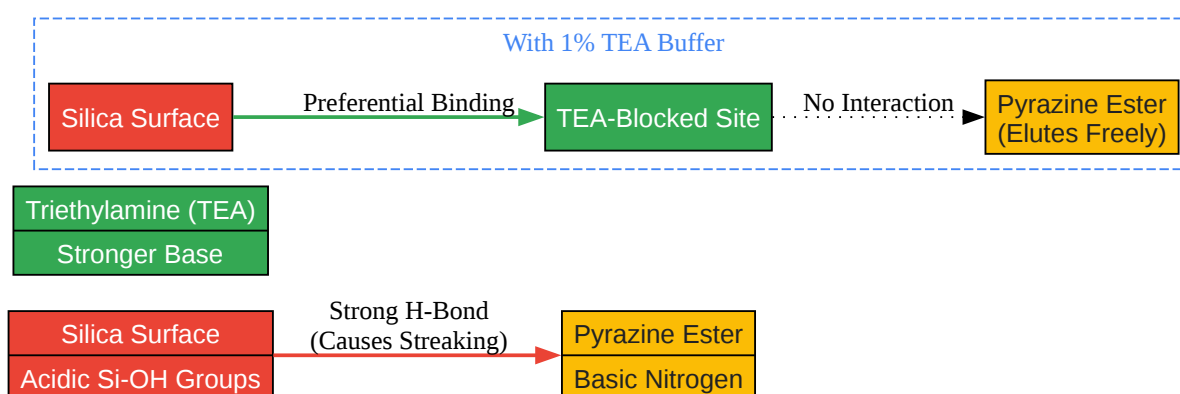 With 1% TEA Buffer
Silica Surface
Preferential Binding
TEA-Blocked Site
No Interaction
Pyrazine Ester
(Elutes Freely)
Triethylamine (TEA)
Stronger Base
Silica Surface
Acidic Si-OH Groups
Strong H-Bond
(Causes Streaking)
Pyrazine Ester
Basic Nitrogen